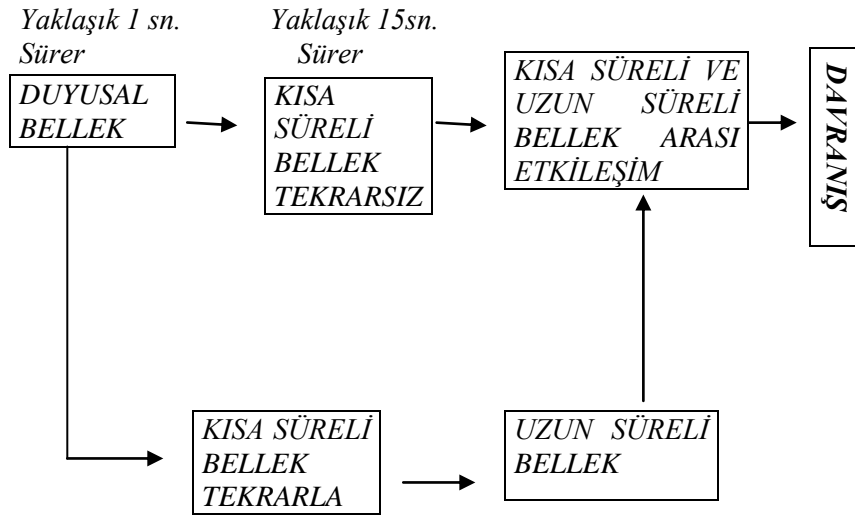 Yaklaşık 1 sn.
Sürer
Yaklaşık 15sn.
Sürer
DUYUSAL
BELLEK
KISA
SÜRELİ
BELLEK
TEKRARSIZ
KISA SÜRELİ VE
UZUN SÜRELİ
BELLEK ARASI
ETKİLEŞİM
DAVRANIŞ
KISA SÜRELİ
BELLEK
TEKRARLA
UZUN SÜRELİ
BELLEK